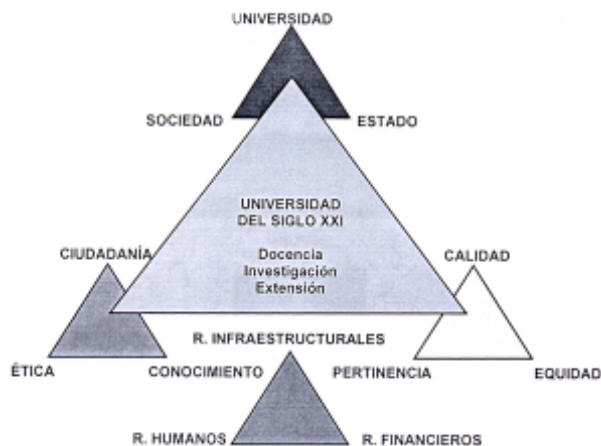 UNIVERSIDAD
SOCIEDAD
ESTADO
UNIVERSIDAD
DEL SIGLO XXI
Docencia
Investigación
Extensión
CIUDADANÍA
CALIDAD
R. INFRAESTRUCTURALES
ÉTICA
CONOCIMIENTO
PERTINENCIA
EQUIDAD
R. HUMANOS
R. FINANCIEROS